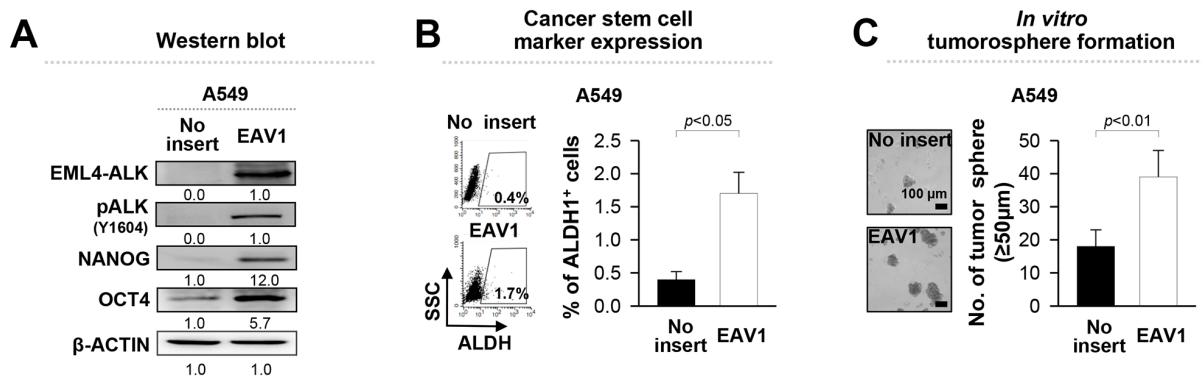 A
Western blot
A549
No
insert
EAV1
EML4-ALK
0.0 1.0
pALK
(Y1604)
0.0 1.0
NANOG
1.0 12.0
OCT4
1.0 5.7
β-ACTIN
1.0 1.0
B
Cancer stem cell
marker expression
A549
No insert
0.4%
EAV1
1.7%
SSC
ALDH
% of ALDH1⁺ cells
2.5
2.0
1.5
1.0
0.5
0.0
p<0.05
No
insert
EAV1
C
In vitro
tumorosphere formation
A549
No insert
100 µm
EAV1
No. of tumor sphere
(≥50µm)
50
40
30
20
10
0
p<0.01
No
insert
EAV1